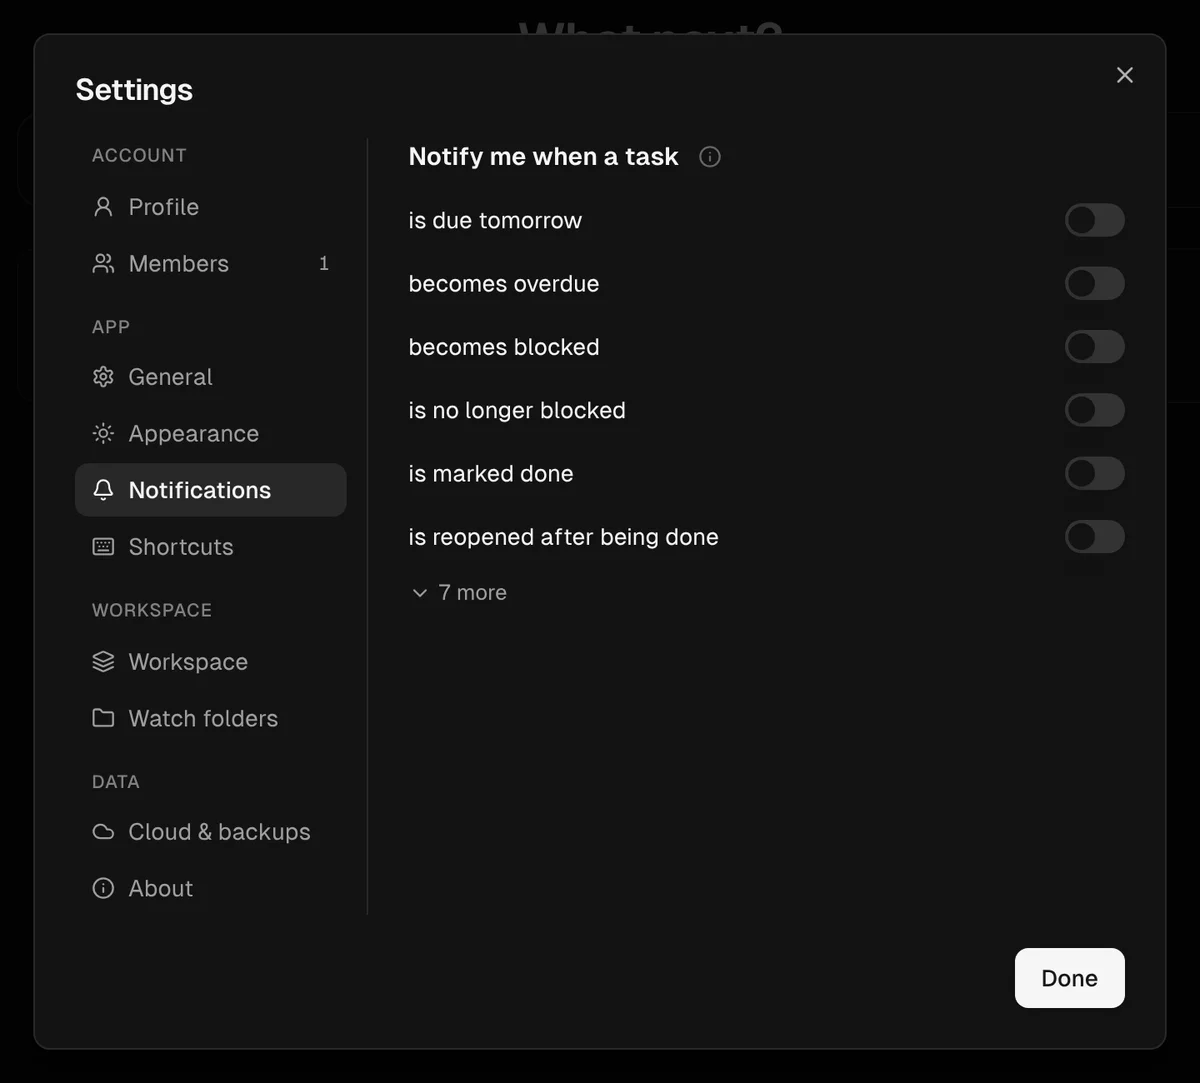 What next?
Settings
ACCOUNT
Profile
Members 1
APP
General
Appearance
Notifications
Shortcuts
WORKSPACE
Workspace
Watch folders
DATA
Cloud & backups
About
Notify me when a task
is due tomorrow
becomes overdue
becomes blocked
is no longer blocked
is marked done
is reopened after being done
7 more
Done